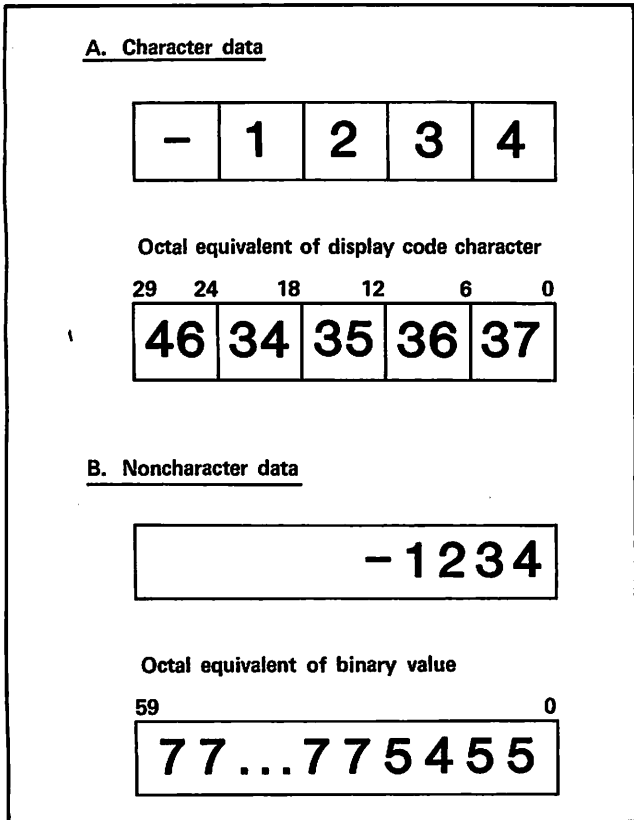 A. Character data
- 1 2 3 4
Octal equivalent of display code character
29 24 18 12 6 0
46 34 35 36 37
B. Noncharacter data
-1234
Octal equivalent of binary value
59 0
77...775455